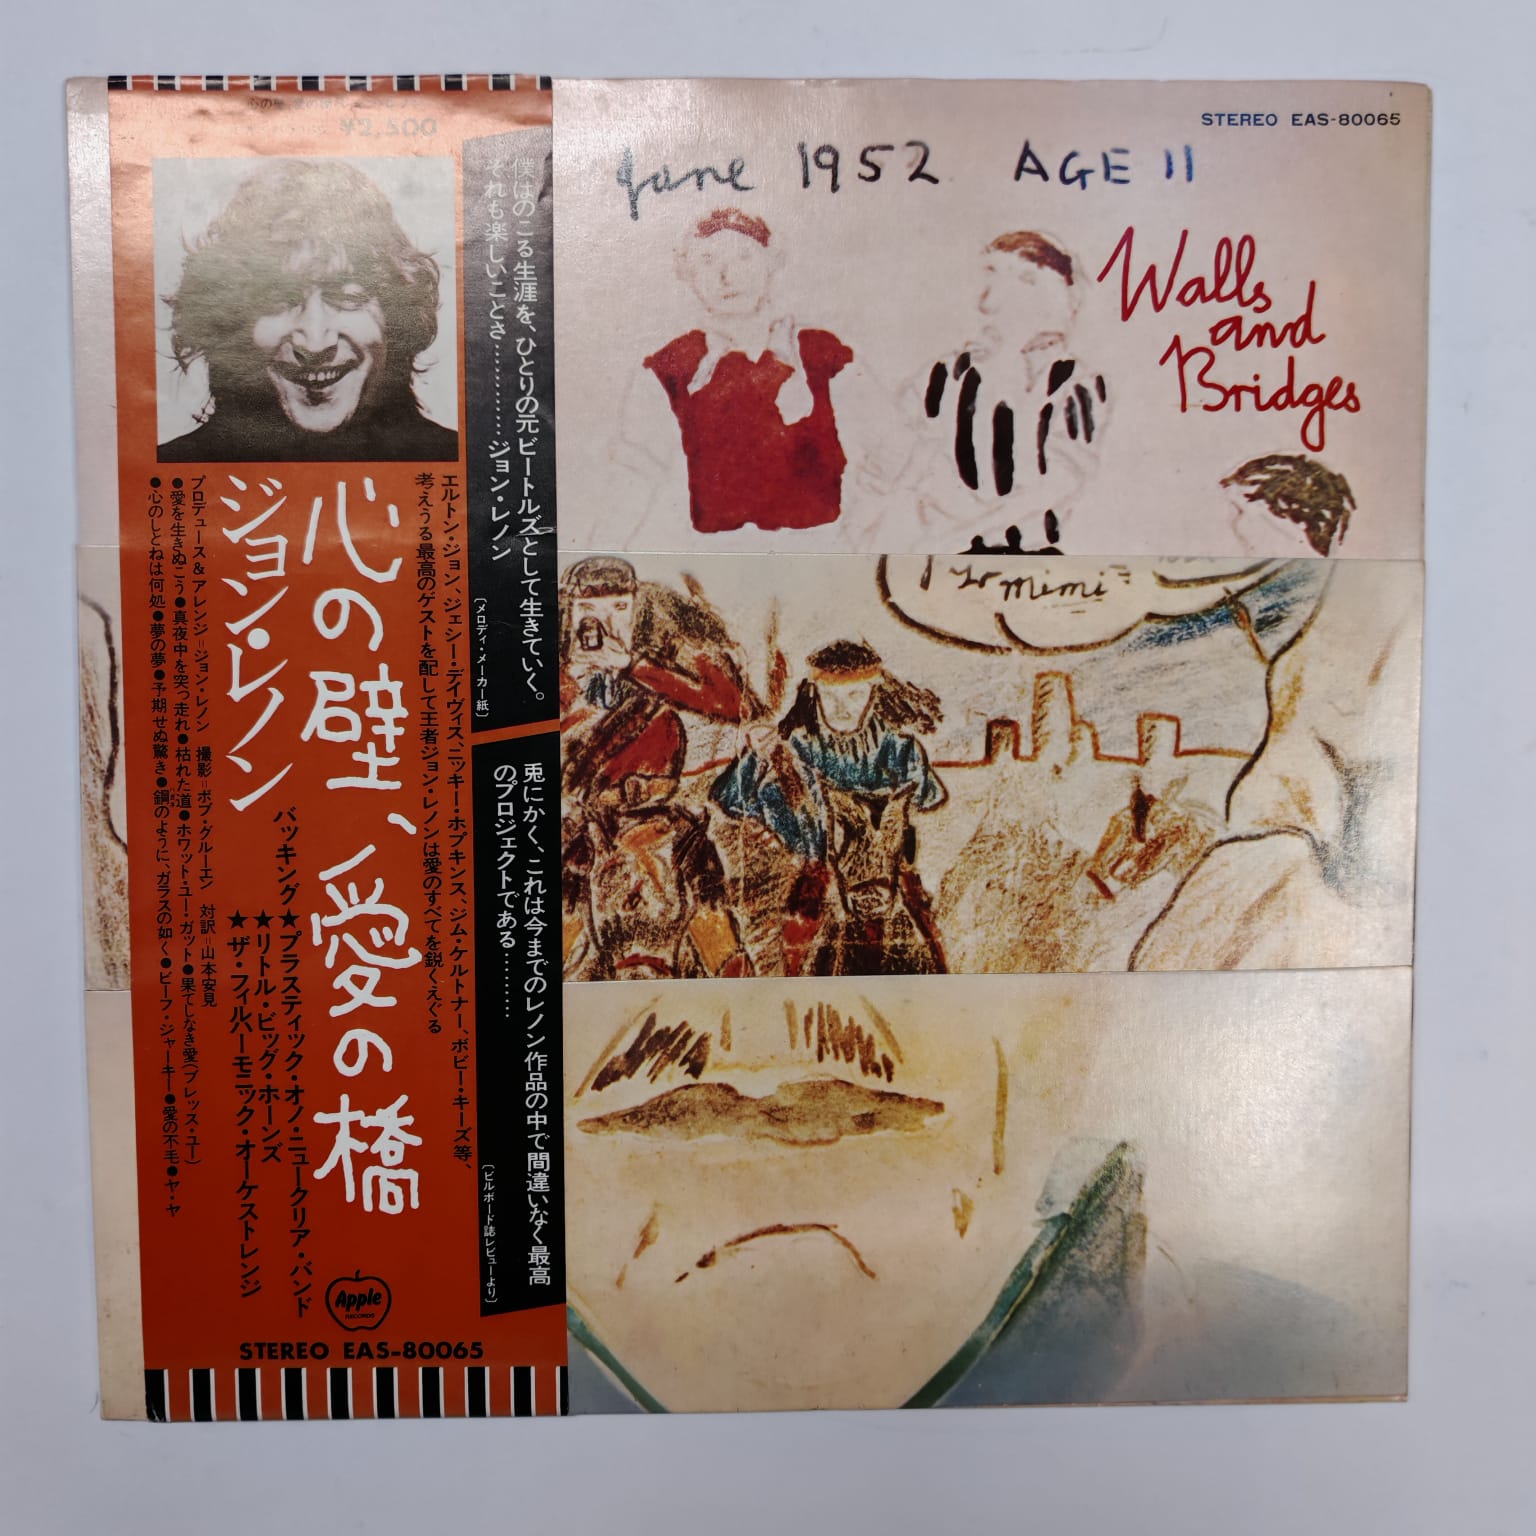 STEREO EAS-80065
June 1952 AGE 11
Walls
and
Bridges
mimi
¥2,500
僕はのこる生涯を、ひとりの元ビートルズとして生きていく。
それも楽しいことさ…………ジョン・レノン
〔メロディ・メーカー紙〕
兎にかく、これは今までのレノン作品の中で間違いなく最高
のプロジェクトである………
〔ビルボード誌レビューより〕
エルトン・ジョン、ジェシー・デイヴィス、ニッキー・ホプキンス、ジム・ケルトナー、ボビー・キーズ等、
考えうる最高のゲストを配して王者ジョン・レノンは愛のすべてを鋭くえぐる
心の壁、愛の橋
ジョン・レノン
バッキング★プラスティック・オノ・ニュークリア・バンド
★リトル・ビッグ・ホーンズ
★ザ・フィルハーモニック・オーケストレンジ
プロデュース&アレンジ=ジョン・レノン 撮影=ボブ・グルーエン 対訳=山本安見
●愛を生きぬこう●真夜中を突っ走れ●枯れた道●ホワット・ユー・ガット●果てしなき愛(ブレッス・ユー)
●心のしとねは何処●夢の夢●予期せぬ驚き●鋼のように、ガラスの如く●ビーフ・ジャーキー●愛の不毛●ヤ・ヤ
Apple
RECORDS
STEREO EAS-80065